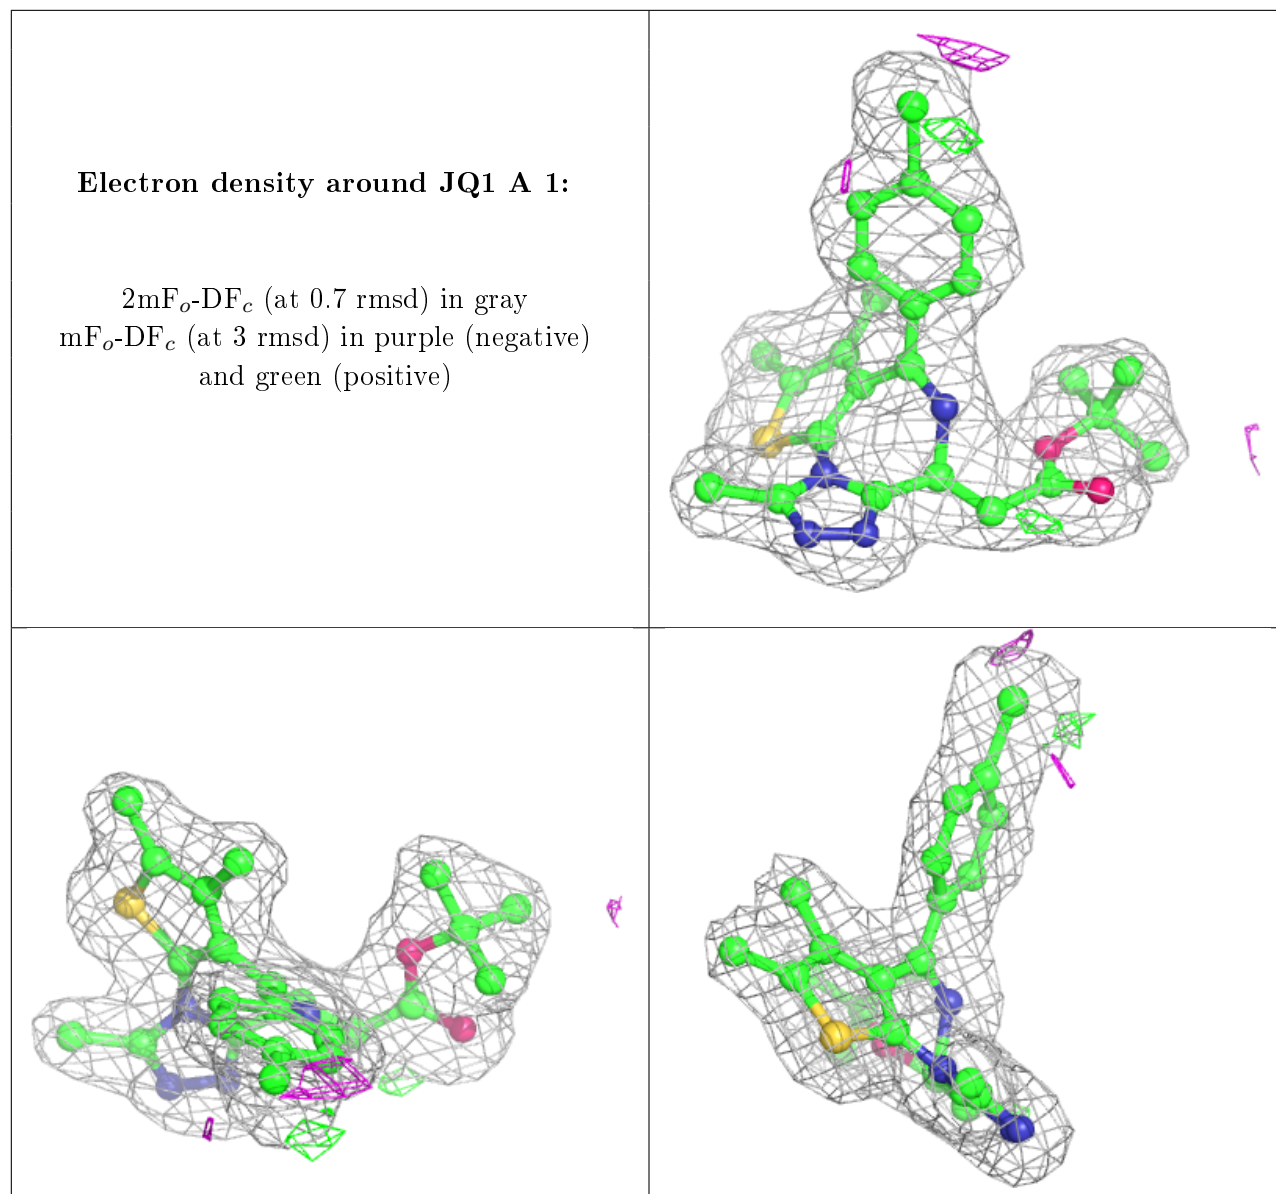 Electron density around JQ1 A 1:
2mFₒ-DF𝒸 (at 0.7 rmsd) in gray
mFₒ-DF𝒸 (at 3 rmsd) in purple (negative)
and green (positive)